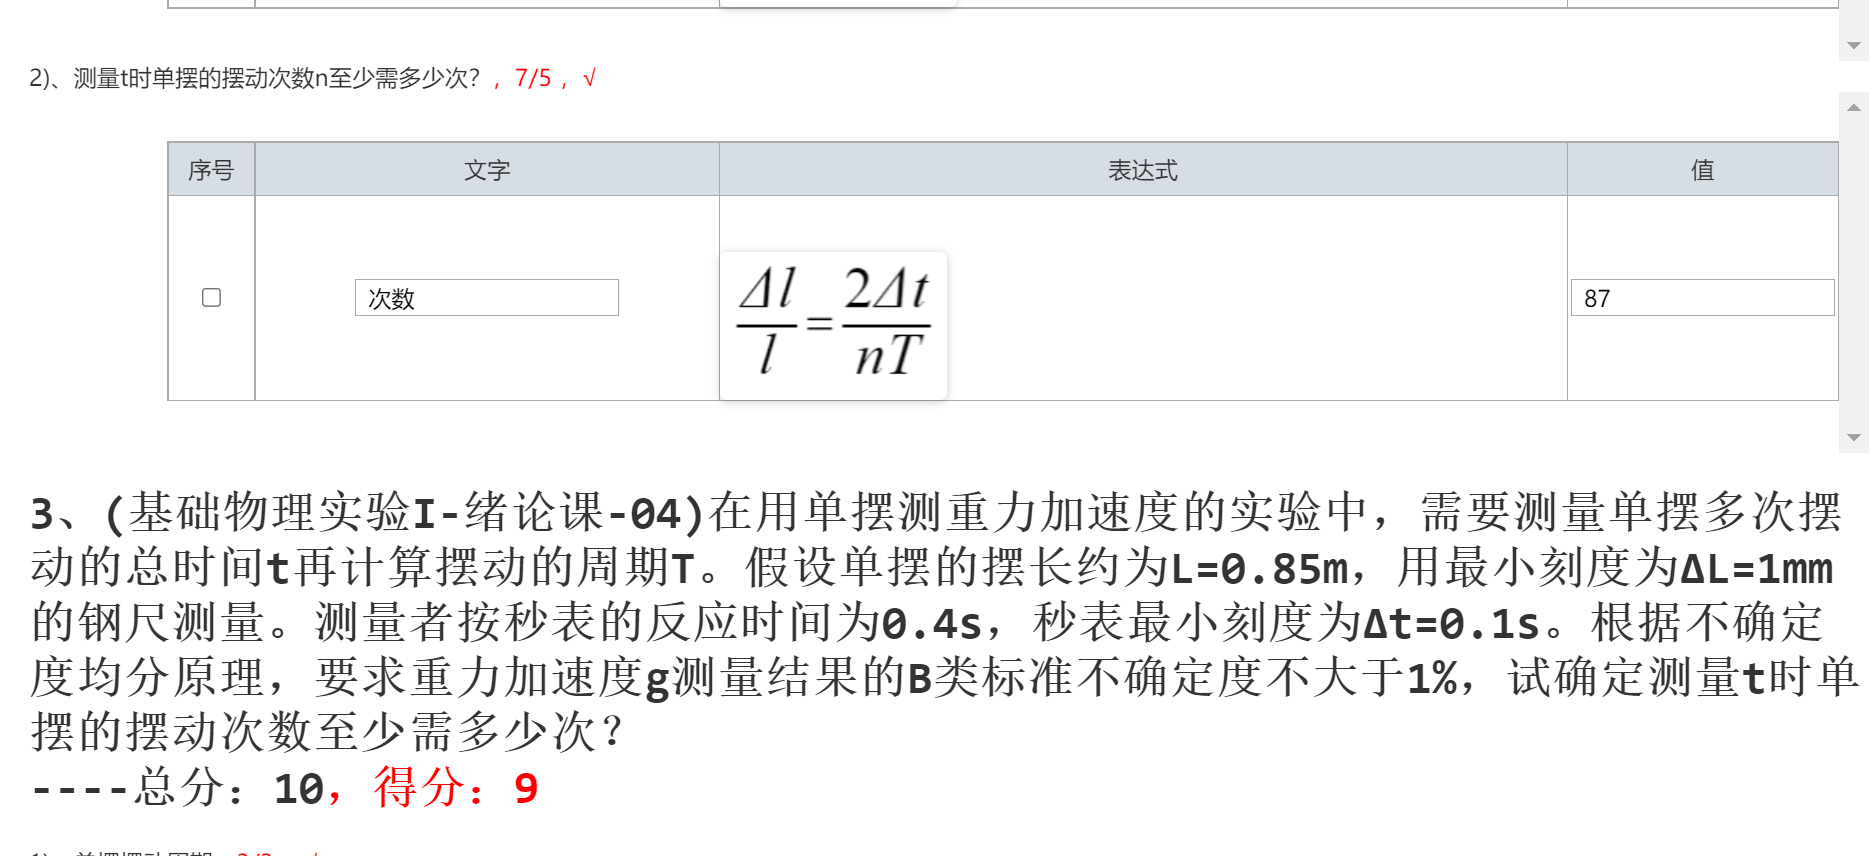 2)、测量t时单摆的摆动次数n至少需多少次？, 7/5 , √
序号 文字 表达式 值
次数 Δl/l=2Δt/nT 87
3、(基础物理实验I-绪论课-04)在用单摆测重力加速度的实验中，需要测量单摆多次摆
动的总时间t再计算摆动的周期T。假设单摆的摆长约为L=0.85m，用最小刻度为ΔL=1mm
的钢尺测量。测量者按秒表的反应时间为0.4s，秒表最小刻度为Δt=0.1s。根据不确定
度均分原理，要求重力加速度g测量结果的B类标准不确定度不大于1%，试确定测量t时单
摆的摆动次数至少需多少次？
----总分：10，得分：9